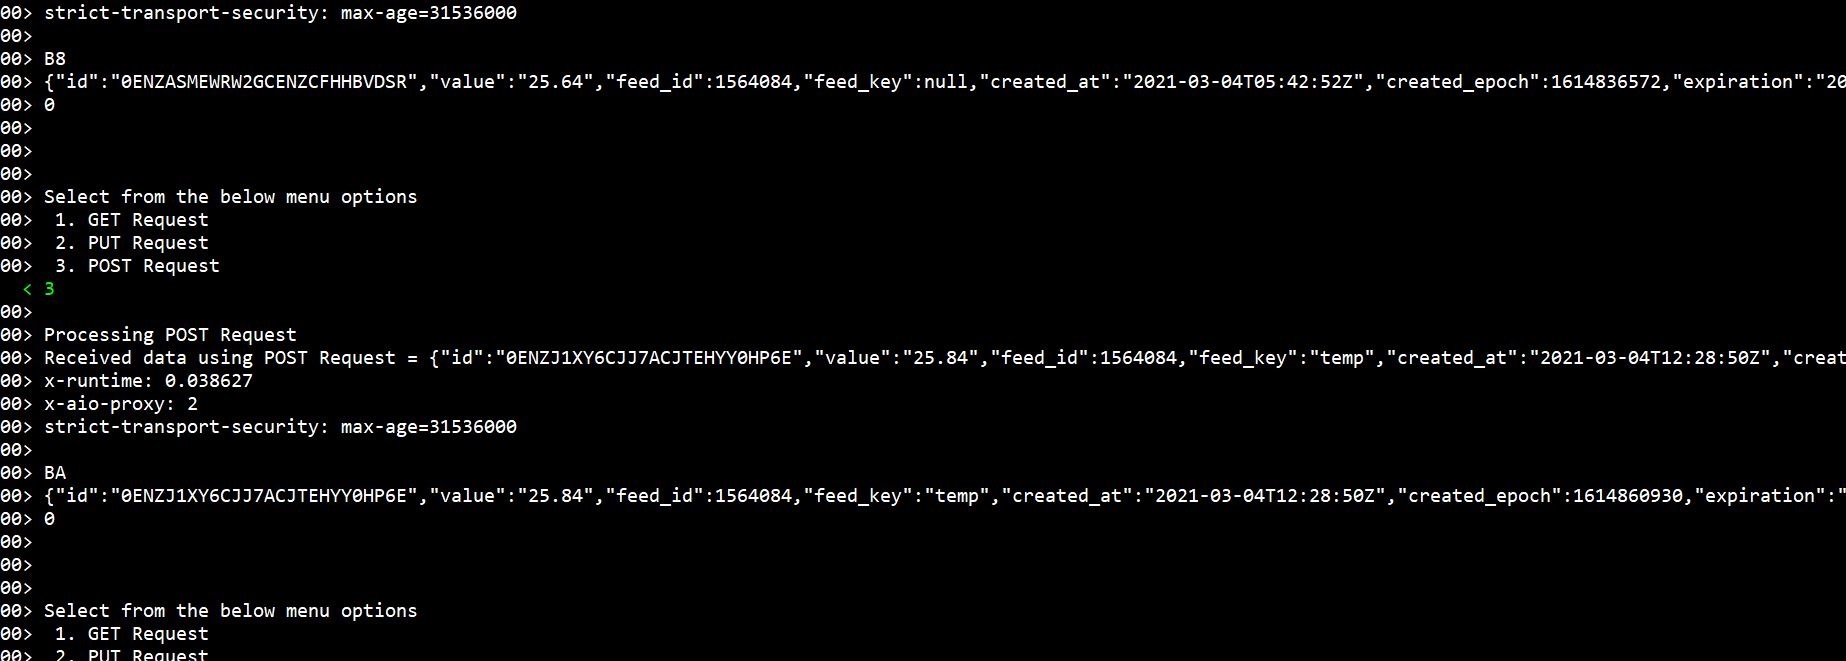 00> strict-transport-security: max-age=31536000
00>
00> B8
00> {"id":"0ENZASMEWRW2GCENZCFHHBVDSR","value":"25.64","feed_id":1564084,"feed_key":null,"created_at":"2021-03-04T05:42:52Z","created_epoch":1614836572,"expiration":"20
00> 0
00>
00>
00>
00> Select from the below menu options
00>  1. GET Request
00>  2. PUT Request
00>  3. POST Request
  < 3
00>
00> Processing POST Request
00> Received data using POST Request = {"id":"0ENZJ1XY6CJJ7ACJTEHYY0HP6E","value":"25.84","feed_id":1564084,"feed_key":"temp","created_at":"2021-03-04T12:28:50Z","creat
00> x-runtime: 0.038627
00> x-aio-proxy: 2
00> strict-transport-security: max-age=31536000
00>
00> BA
00> {"id":"0ENZJ1XY6CJJ7ACJTEHYY0HP6E","value":"25.84","feed_id":1564084,"feed_key":"temp","created_at":"2021-03-04T12:28:50Z","created_epoch":1614860930,"expiration":"
00> 0
00>
00>
00>
00> Select from the below menu options
00>  1. GET Request
00>  2. PUT Request